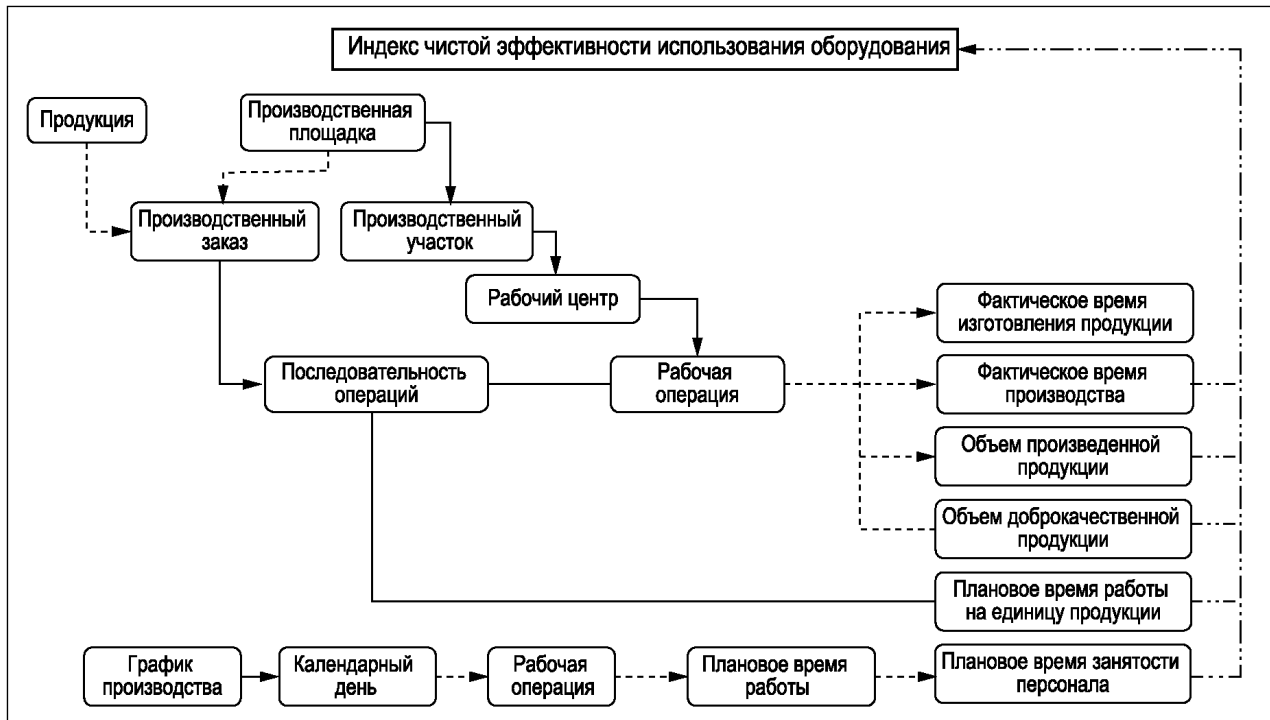 Индекс чистой эффективности использования оборудования
Продукция
Производственная
площадка
Производственный
заказ
Производственный
участок
Рабочий центр
Последовательность
операций
Рабочая
операция
Фактическое время
изготовления продукции
Фактическое время
производства
Объем произведенной
продукции
Объем доброкачественной
продукции
Плановое время работы
на единицу продукции
График
производства
Календарный
день
Рабочая
операция
Плановое время
работы
Плановое время занятости
персонала